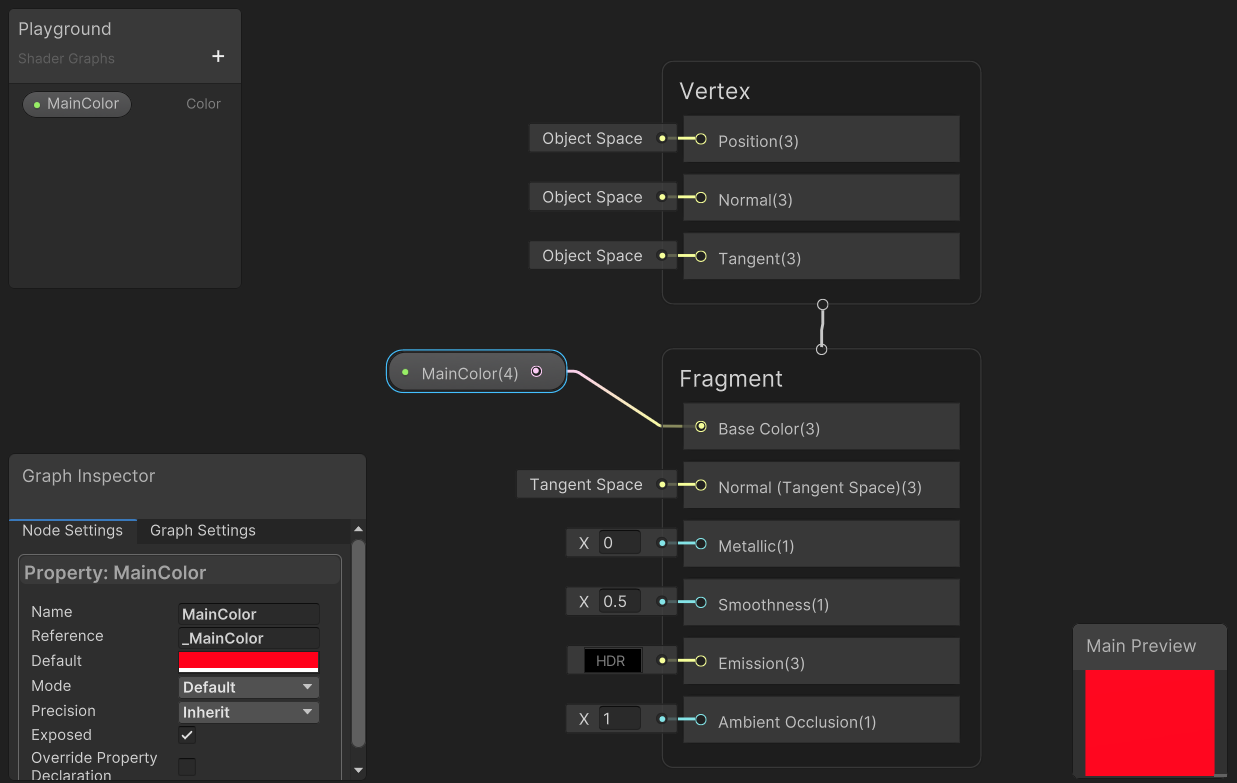 Playground
Shader Graphs
+
MainColor Color
Vertex
Object Space Position(3)
Object Space Normal(3)
Object Space Tangent(3)
MainColor(4)
Fragment
Base Color(3)
Tangent Space Normal (Tangent Space)(3)
X 0 Metallic(1)
X 0.5 Smoothness(1)
HDR Emission(3)
X 1 Ambient Occlusion(1)
Graph Inspector
Node Settings Graph Settings
Property: MainColor
Name MainColor
Reference _MainColor
Default
Mode Default
Precision Inherit
Exposed
Override Property
Declaration
Main Preview